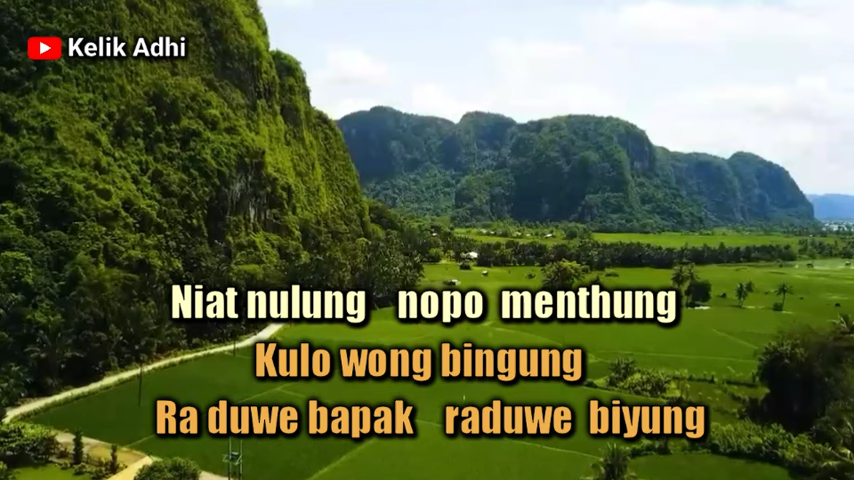 Kelik Adhi
Niat nulung nopo menthung
Kulo wong bingung
Ra duwe bapak raduwe biyung